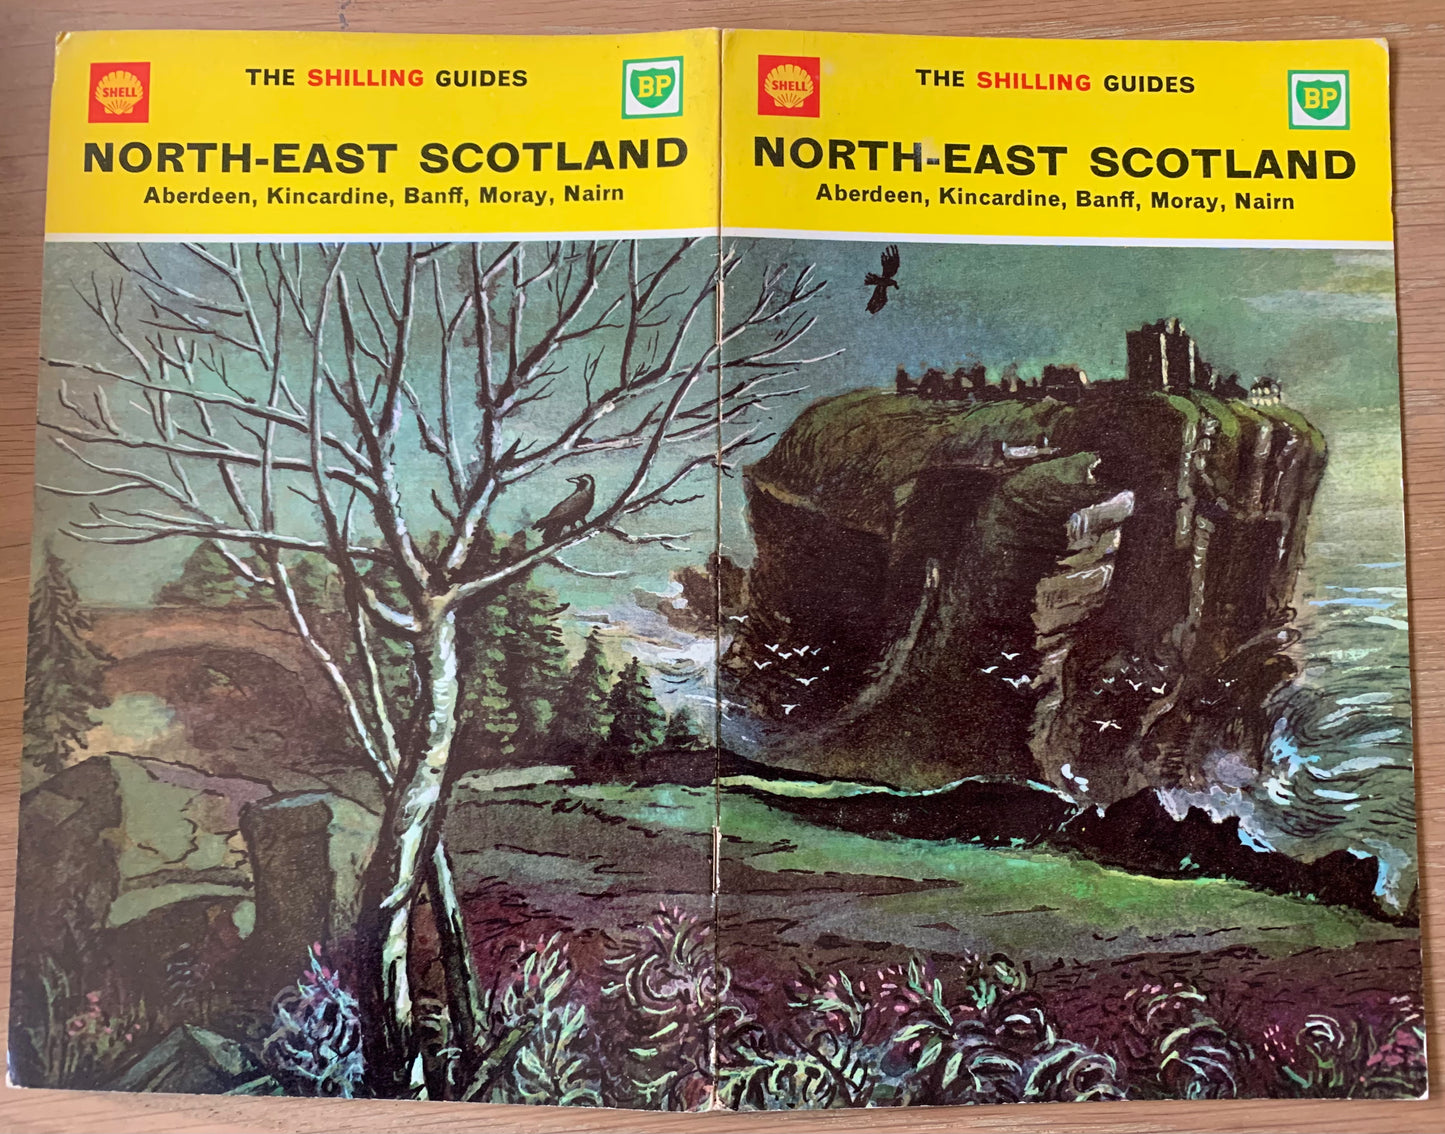 SHELL
THE SHILLING GUIDES
BP
NORTH-EAST SCOTLAND
Aberdeen, Kincardine, Banff, Moray, Nairn
SHELL
THE SHILLING GUIDES
BP
NORTH-EAST SCOTLAND
Aberdeen, Kincardine, Banff, Moray, Nairn